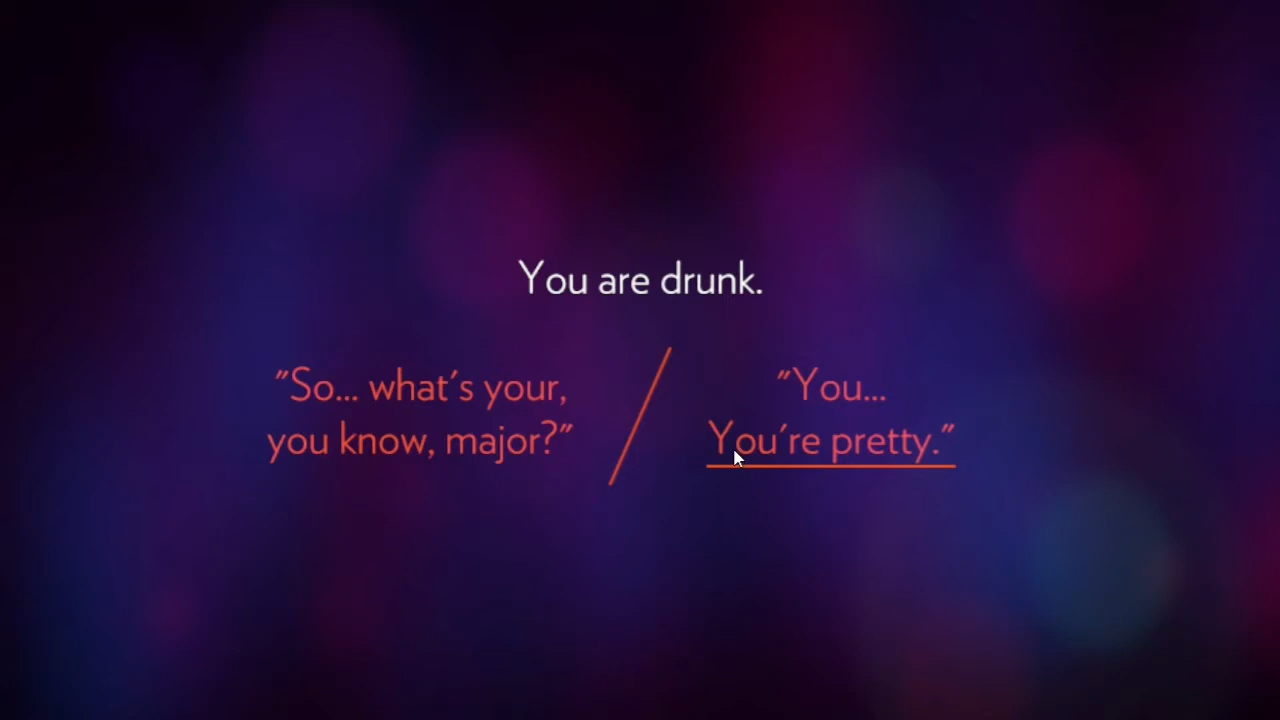 You are drunk.
"So... what's your,
you know, major?"
"You...
You're pretty."